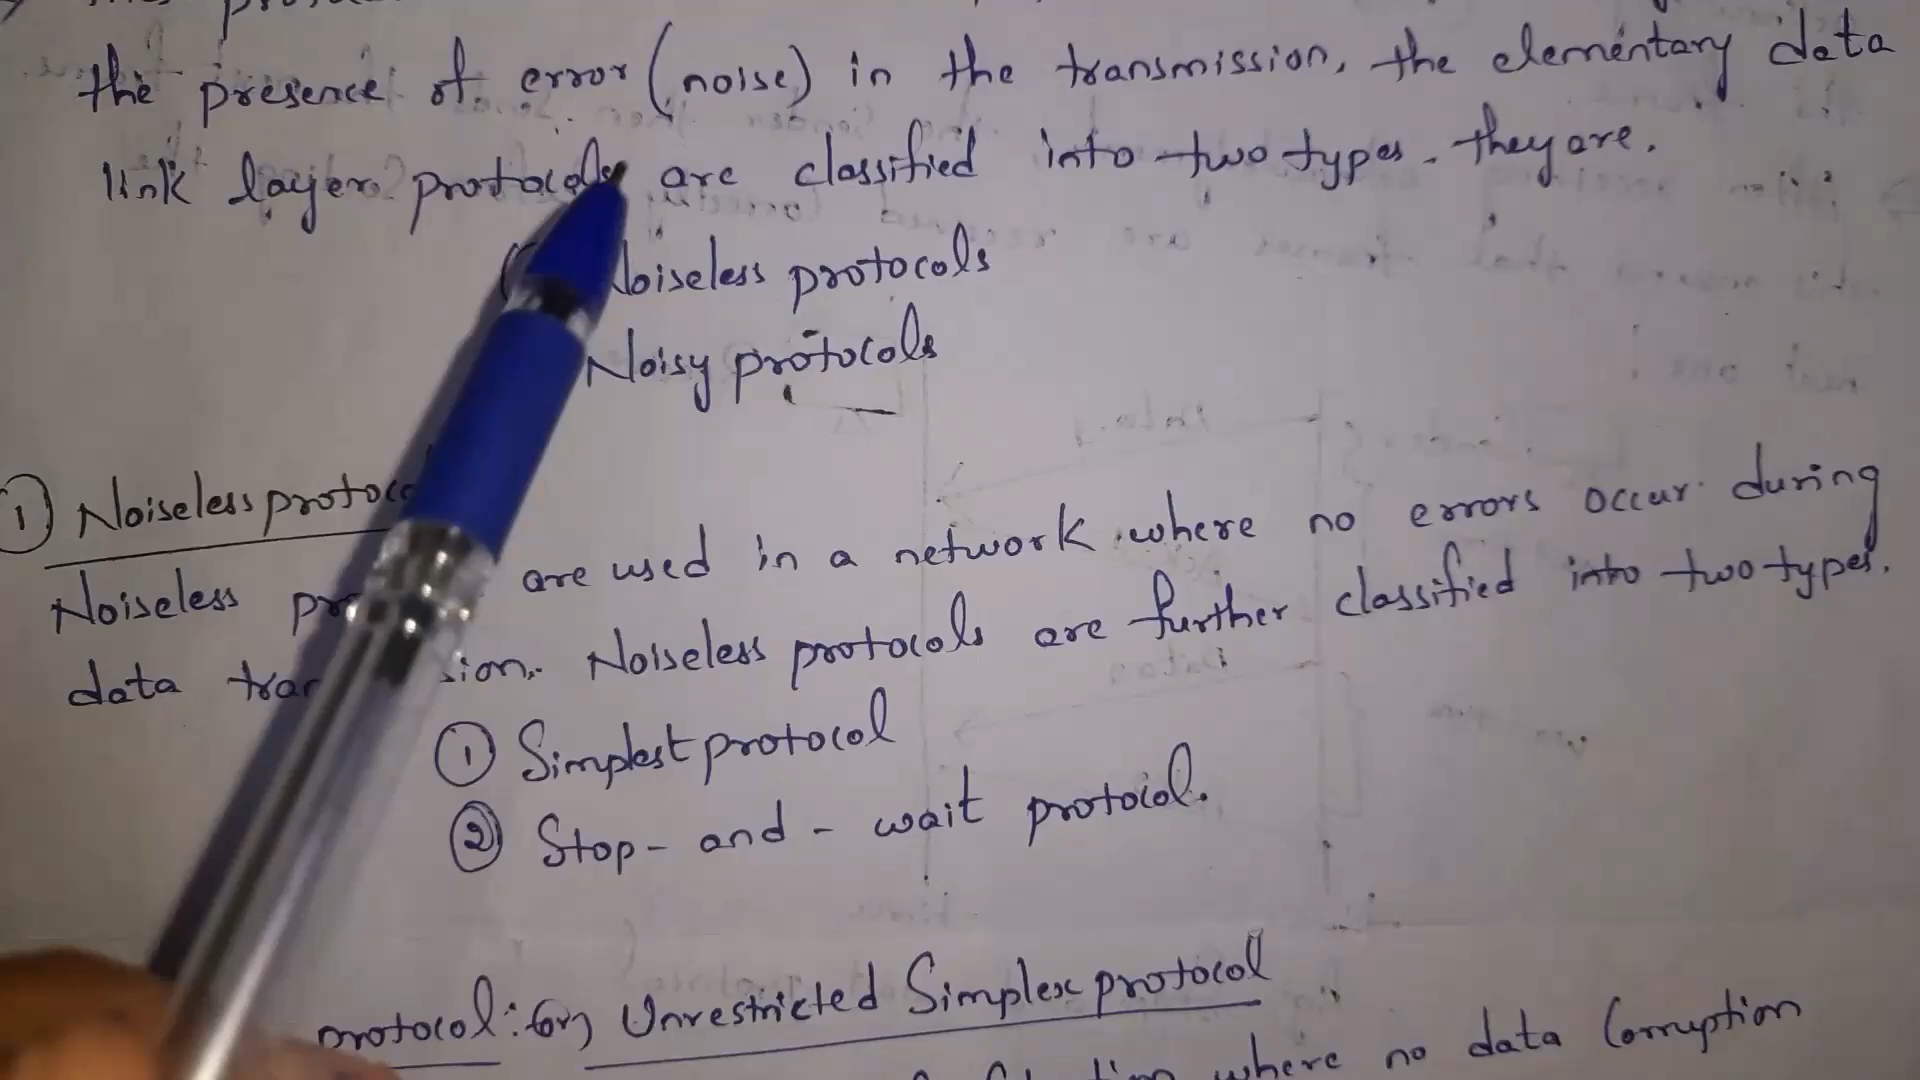 the presence of error (noise) in the transmission, the elementary data
link layer protocols are classified into two types. they are.
Noiseless protocols
Noisy protocols
① Noiseless protoc
Noiseless pr are used in a network where no errors occur during
data tran sion. Noiseless protocols are further classified into two types.
① Simplest protocol
② Stop-and-wait protocol.
protocol: (or) Unrestricted Simplex protocol
where no data Corruption